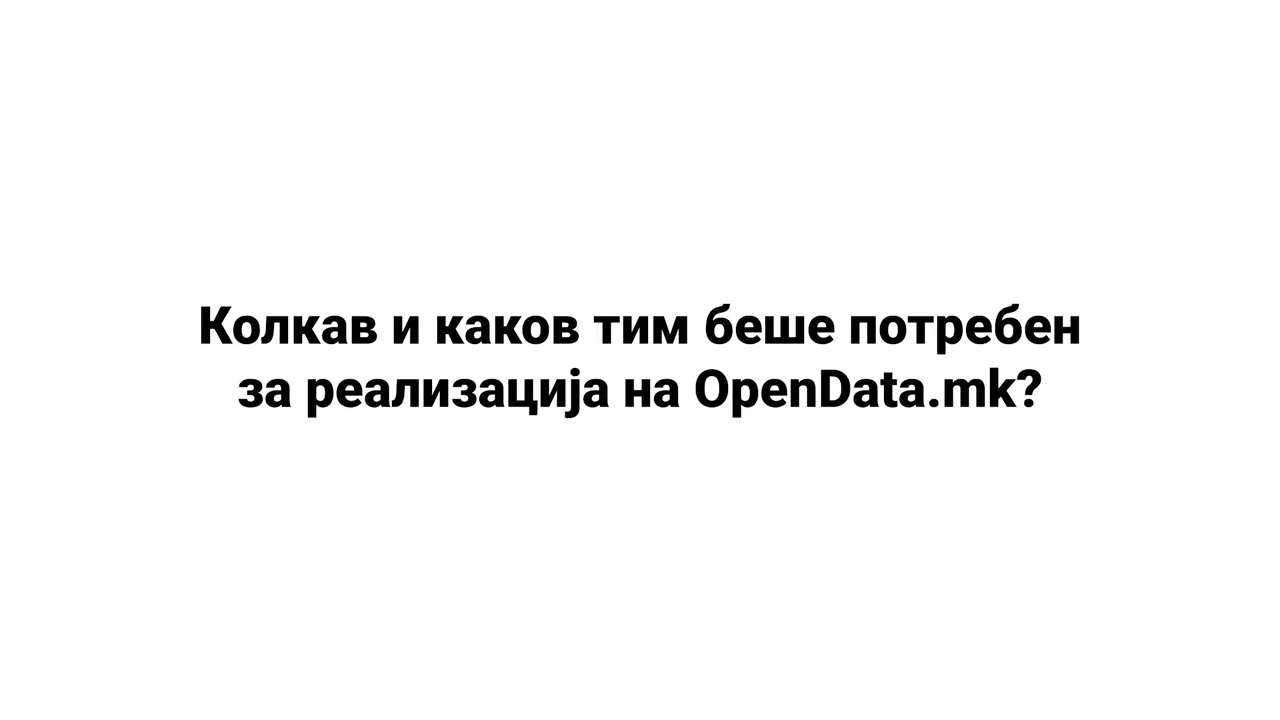 Колкав и каков тим беше потребен
за реализација на OpenData.mk?